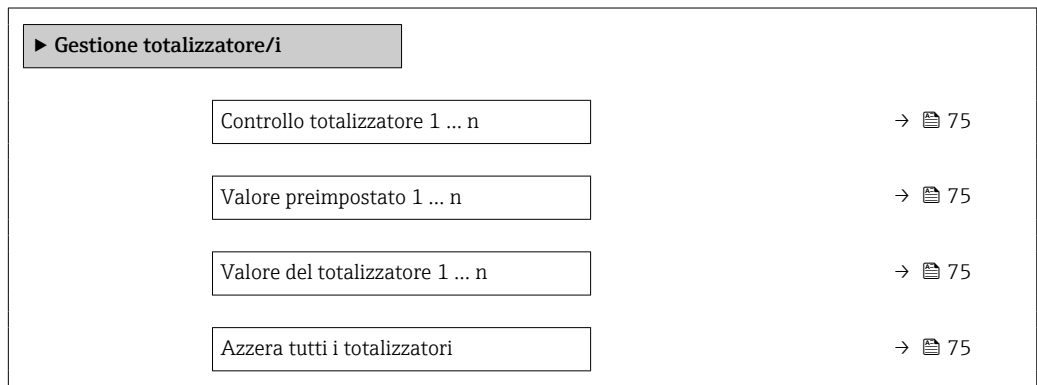 ▶ Gestione totalizzatore/i
Controllo totalizzatore 1 … n → 75
Valore preimpostato 1 … n → 75
Valore del totalizzatore 1 … n → 75
Azzera tutti i totalizzatori → 75